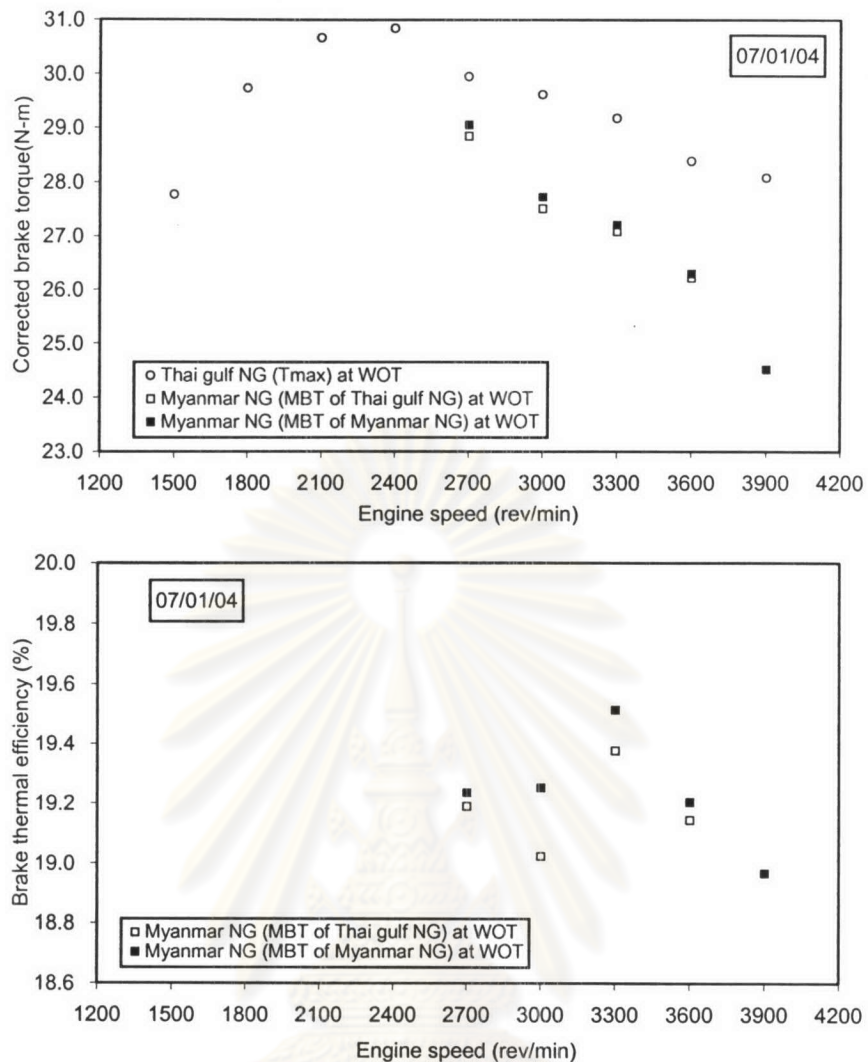 31.0
30.0
29.0
28.0
27.0
26.0
25.0
24.0
23.0
Corrected brake torque(N-m)
07/01/04
Thai gulf NG (Tmax) at WOT
Myanmar NG (MBT of Thai gulf NG) at WOT
Myanmar NG (MBT of Myanmar NG) at WOT
1200 1500 1800 2100 2400 2700 3000 3300 3600 3900 4200
Engine speed (rev/min)
20.0
19.8
19.6
19.4
19.2
19.0
18.8
18.6
Brake thermal efficiency (%)
07/01/04
Myanmar NG (MBT of Thai gulf NG) at WOT
Myanmar NG (MBT of Myanmar NG) at WOT
1200 1500 1800 2100 2400 2700 3000 3300 3600 3900 4200
Engine speed (rev/min)